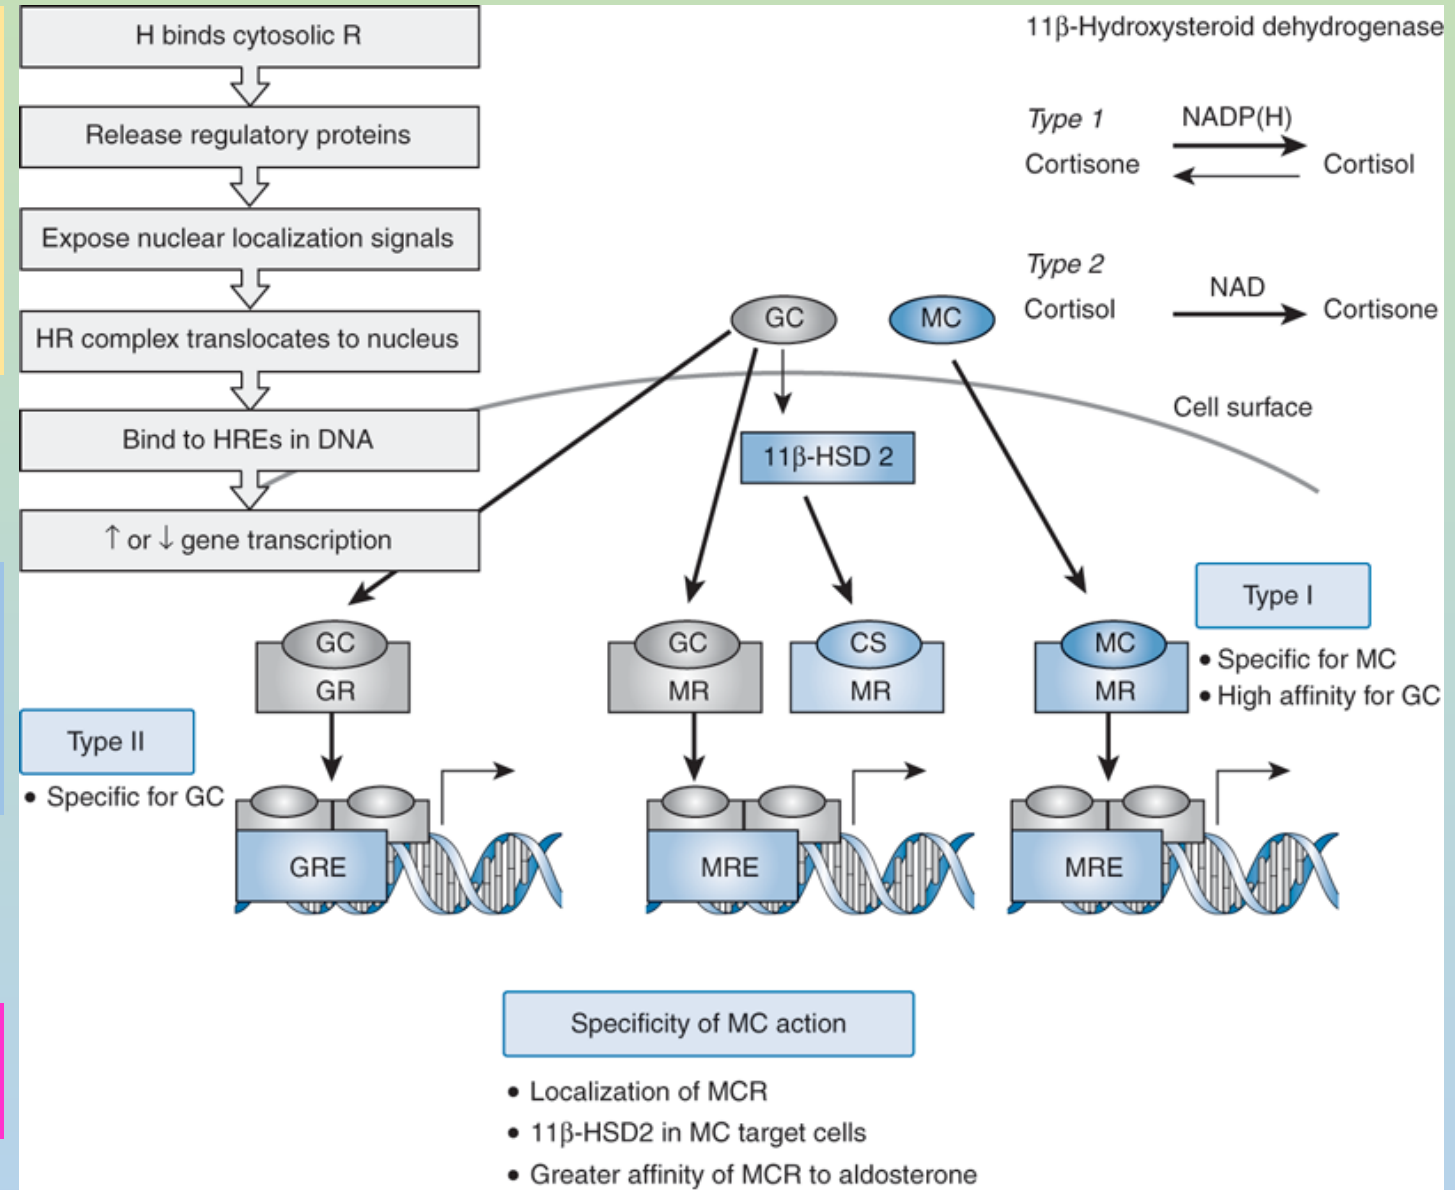 H binds cytosolic R
Release regulatory proteins
Expose nuclear localization signals
HR complex translocates to nucleus
Bind to HREs in DNA
↑ or ↓ gene transcription
11β-Hydroxysteroid dehydrogenase
Type 1
NADP(H)
Cortisone
Cortisol
Type 2
NAD
Cortisol
Cortisone
GC
MC
Cell surface
11β-HSD 2
Type I
• Specific for MC
• High affinity for GC
GC
GR
GC
MR
CS
MR
MC
MR
Type II
• Specific for GC
GRE
MRE
MRE
Specificity of MC action
• Localization of MCR
• 11β-HSD2 in MC target cells
• Greater affinity of MCR to aldosterone